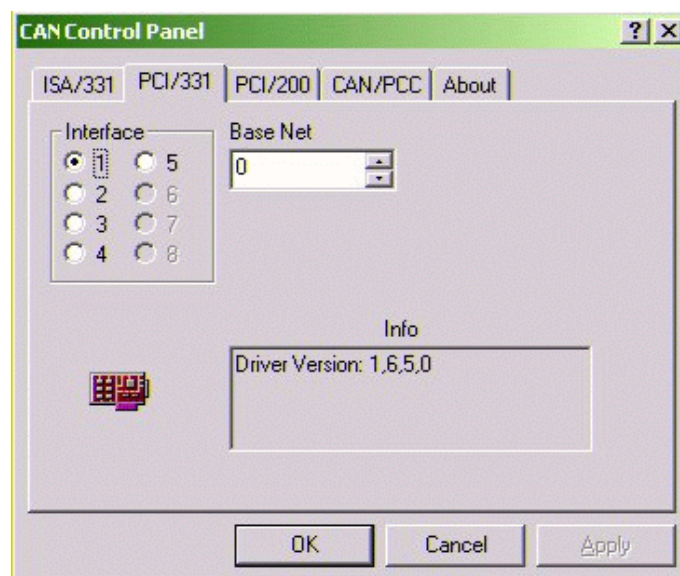 CAN Control Panel
ISA/331 PCI/331 PCI/200 CAN/PCC About
Interface
1 5
2 6
3 7
4 8
Base Net
0
Info
Driver Version: 1,6,5,0
OK Cancel Apply